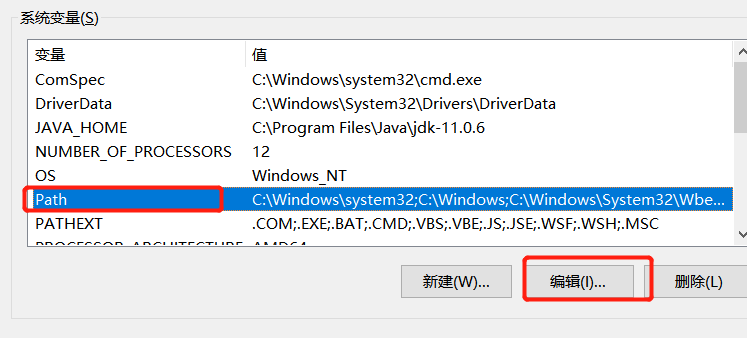 系统变量(S)
变量 值
ComSpec C:\Windows\system32\cmd.exe
DriverData C:\Windows\System32\Drivers\DriverData
JAVA_HOME C:\Program Files\Java\jdk-11.0.6
NUMBER_OF_PROCESSORS 12
OS Windows_NT
Path C:\Windows\system32;C:\Windows;C:\Windows\System32\Wbe...
PATHEXT .COM;.EXE;.BAT;.CMD;.VBS;.VBE;.JS;.JSE;.WSF;.WSH;.MSC
PROCESSOR_ARCHITECTURE AMD64
新建(W)... 编辑(I)... 删除(L)